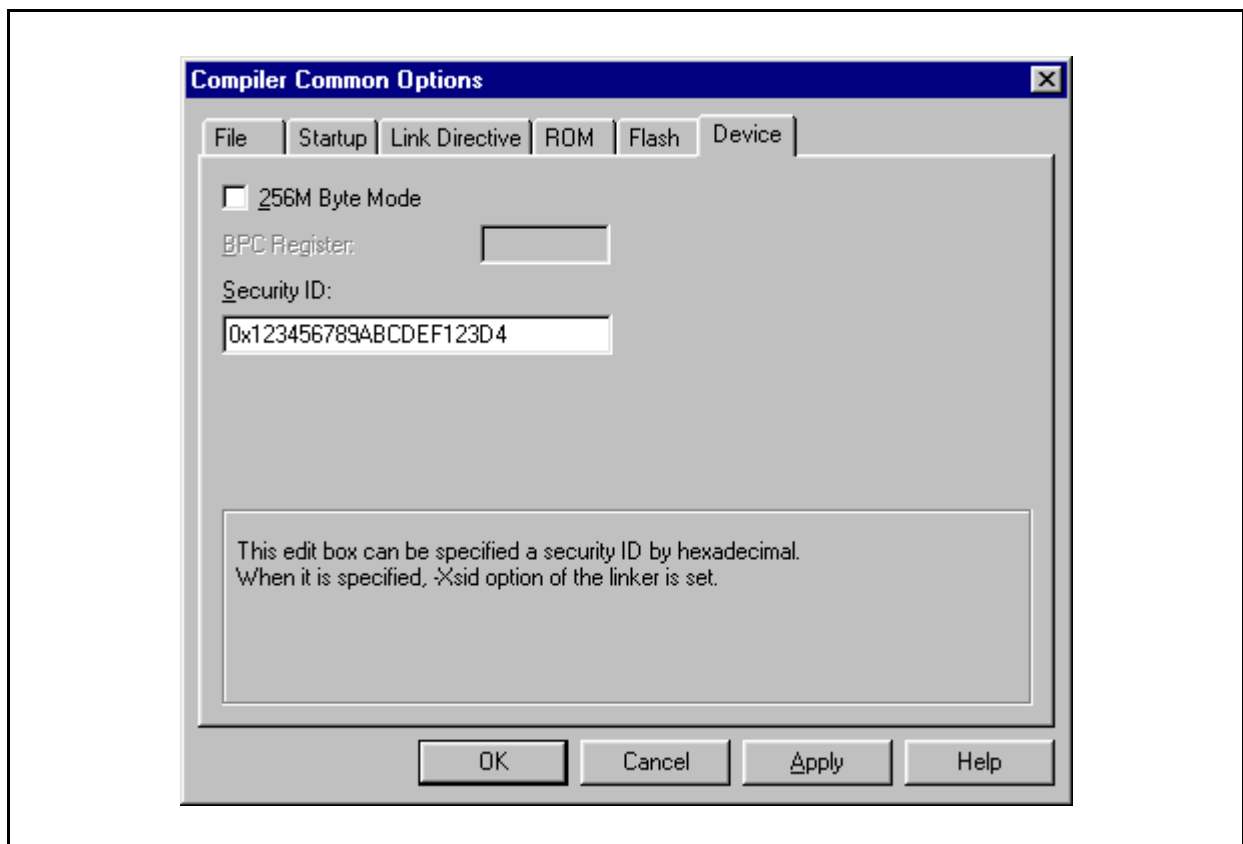 Compiler Common Options
File Startup Link Directive ROM Flash Device
256M Byte Mode
BPC Register:
Security ID:
0x123456789ABCDEF123D4
This edit box can be specified a security ID by hexadecimal.
When it is specified, -Xsid option of the linker is set.
OK Cancel Apply Help